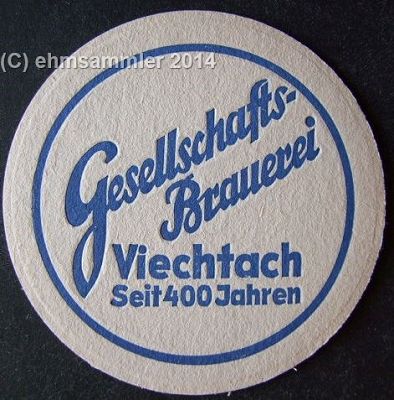 (C) ehmsammler 2014
Gesellschafts-
Brauerei
Viechtach
Seit 400 Jahren